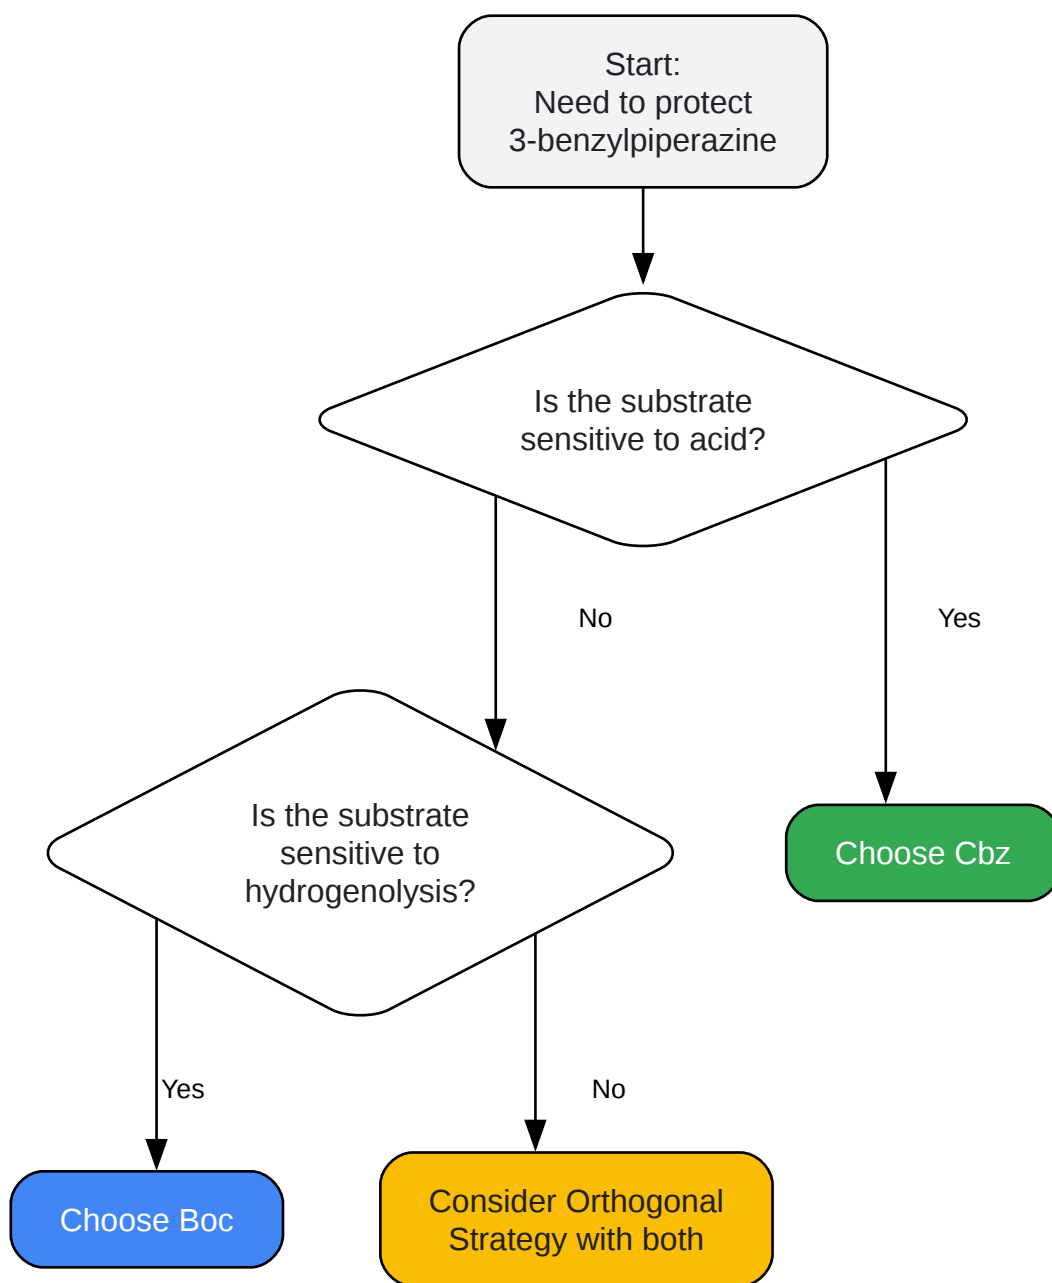 Start:
Need to protect
3-benzylpiperazine
Is the substrate
sensitive to acid?
No
Yes
Is the substrate
sensitive to
hydrogenolysis?
Choose Cbz
Yes
No
Choose Boc
Consider Orthogonal
Strategy with both